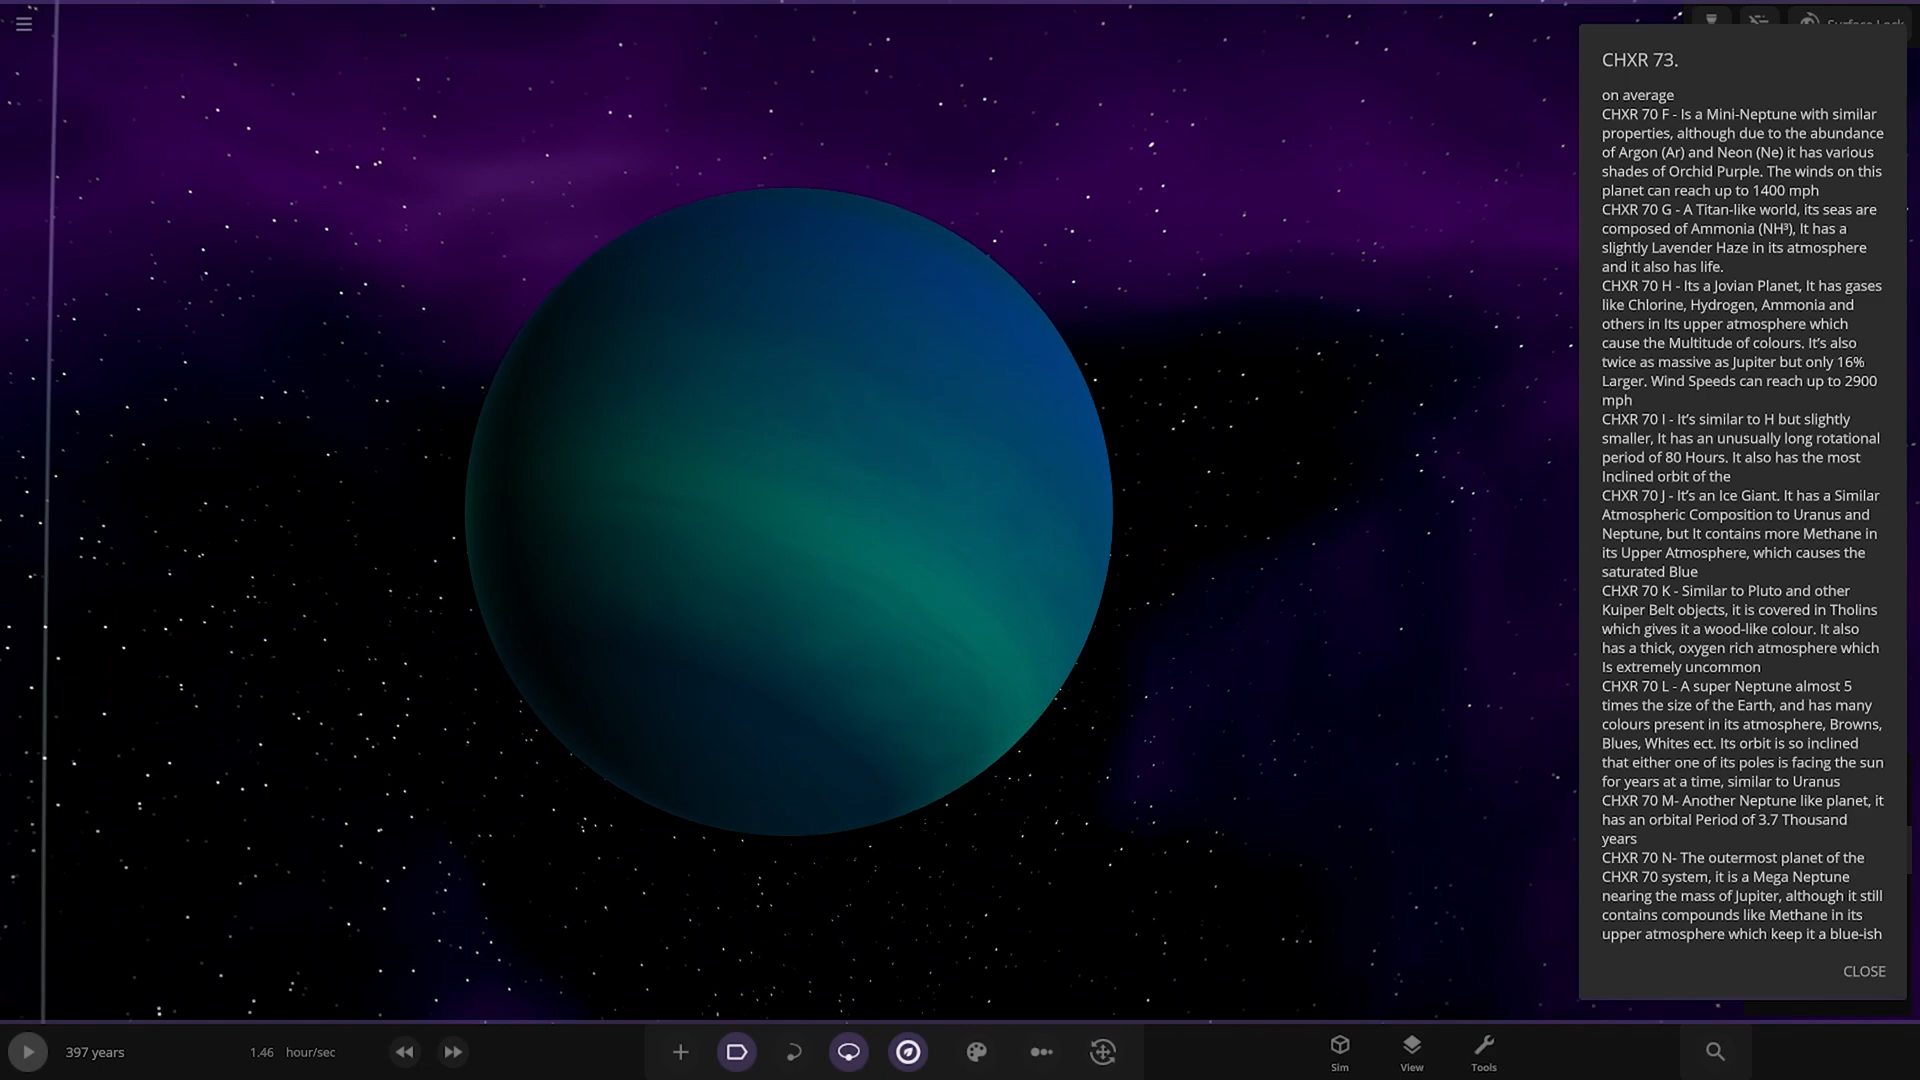 Surface Lock
CHXR 73.
on average
CHXR 70 F - Is a Mini-Neptune with similar
properties, although due to the abundance
of Argon (Ar) and Neon (Ne) it has various
shades of Orchid Purple. The winds on this
planet can reach up to 1400 mph
CHXR 70 G - A Titan-like world, its seas are
composed of Ammonia (NH³), It has a
slightly Lavender Haze in its atmosphere
and it also has life.
CHXR 70 H - Its a Jovian Planet, It has gases
like Chlorine, Hydrogen, Ammonia and
others in Its upper atmosphere which
cause the Multitude of colours. It’s also
twice as massive as Jupiter but only 16%
Larger. Wind Speeds can reach up to 2900
mph
CHXR 70 I - It’s similar to H but slightly
smaller, It has an unusually long rotational
period of 80 Hours. It also has the most
Inclined orbit of the
CHXR 70 J - It’s an Ice Giant. It has a Similar
Atmospheric Composition to Uranus and
Neptune, but It contains more Methane in
its Upper Atmosphere, which causes the
saturated Blue
CHXR 70 K - Similar to Pluto and other
Kuiper Belt objects, it is covered in Tholins
which gives it a wood-like colour. It also
has a thick, oxygen rich atmosphere which
Is extremely uncommon
CHXR 70 L - A super Neptune almost 5
times the size of the Earth, and has many
colours present in its atmosphere, Browns,
Blues, Whites ect. Its orbit is so inclined
that either one of its poles is facing the sun
for years at a time, similar to Uranus
CHXR 70 M- Another Neptune like planet, it
has an orbital Period of 3.7 Thousand
years
CHXR 70 N- The outermost planet of the
CHXR 70 system, it is a Mega Neptune
nearing the mass of Jupiter, although it still
contains compounds like Methane in its
upper atmosphere which keep it a blue-ish
CLOSE
397 years
1.46 hour/sec
Sim
View
Tools